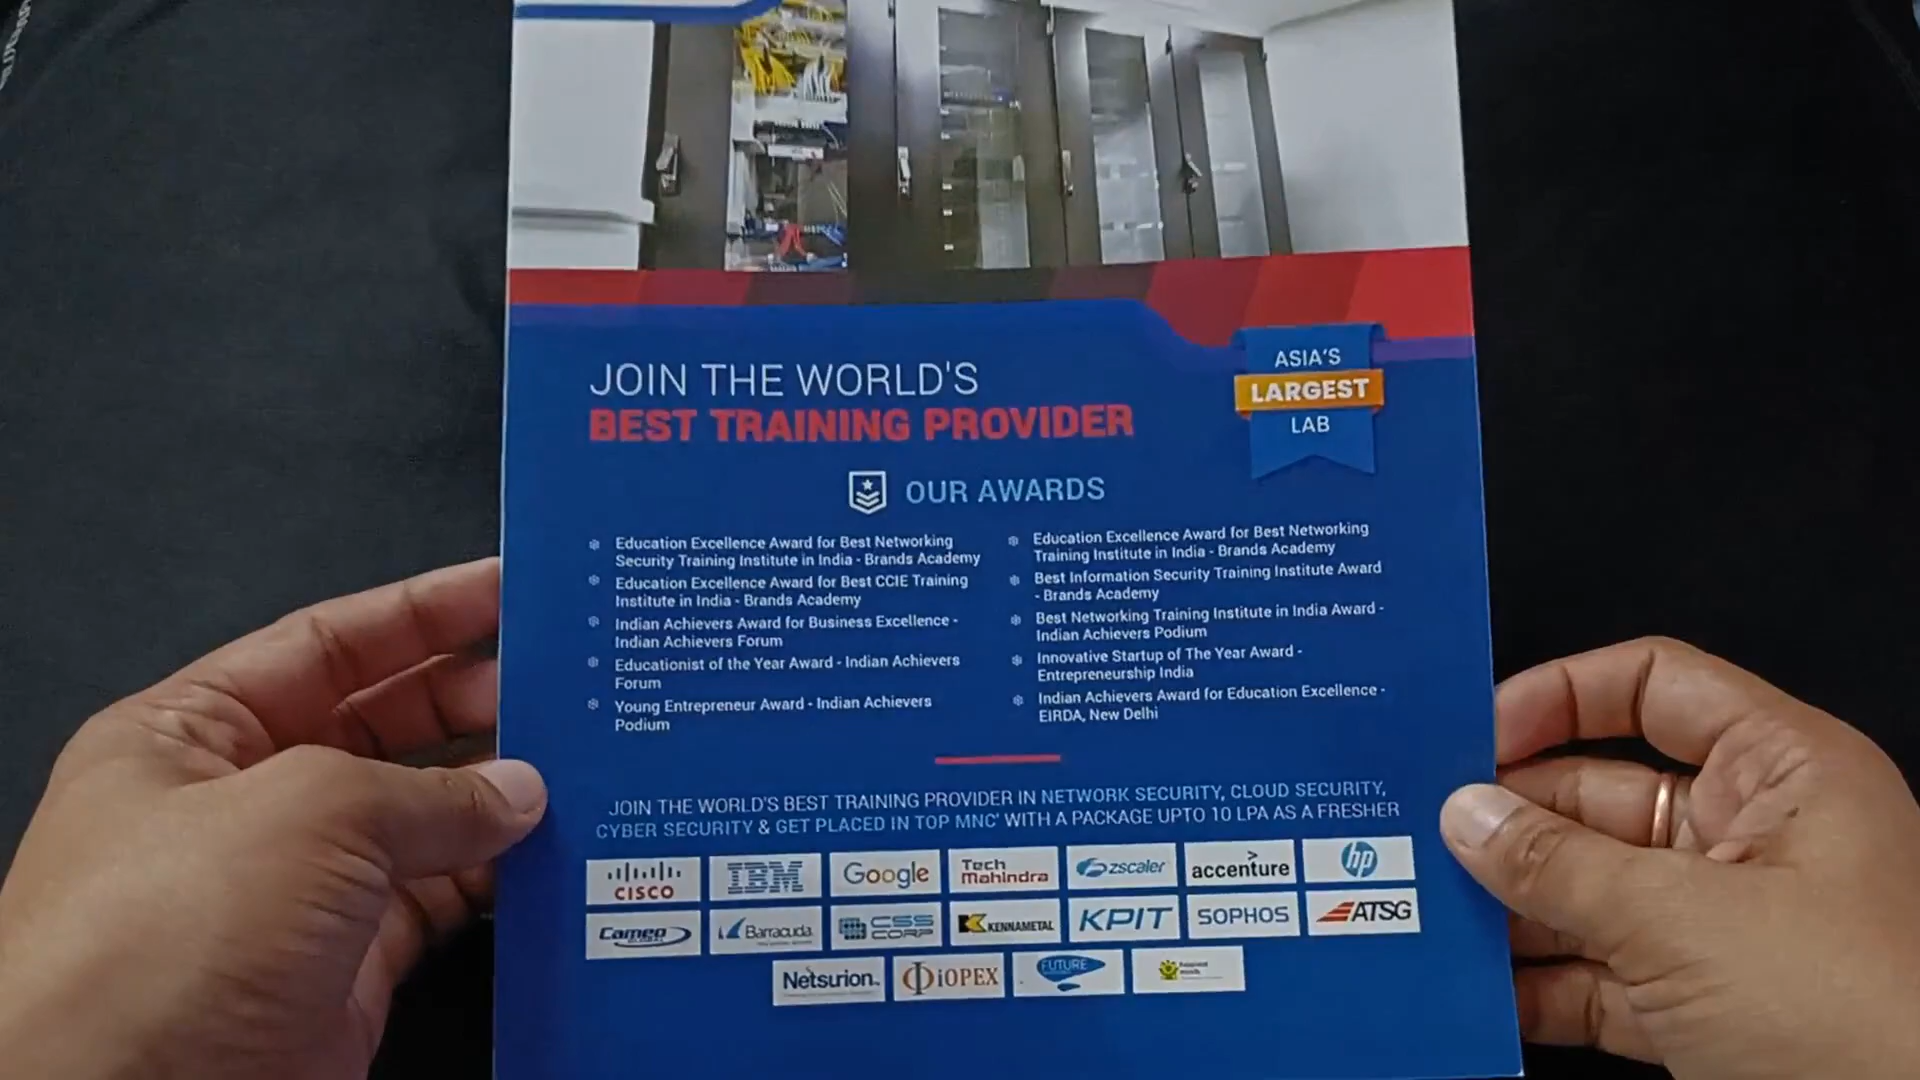 JOIN THE WORLD'S
BEST TRAINING PROVIDER
ASIA'S
LARGEST
LAB
OUR AWARDS
Education Excellence Award for Best Networking
Security Training Institute in India - Brands Academy
Education Excellence Award for Best CCIE Training
Institute in India - Brands Academy
Indian Achievers Award for Business Excellence -
Indian Achievers Forum
Educationist of the Year Award - Indian Achievers
Forum
Young Entrepreneur Award - Indian Achievers
Podium
Education Excellence Award for Best Networking
Training Institute in India - Brands Academy
Best Information Security Training Institute Award
- Brands Academy
Best Networking Training Institute in India Award -
Indian Achievers Podium
Innovative Startup of The Year Award -
Entrepreneurship India
Indian Achievers Award for Education Excellence -
EIRDA, New Delhi
JOIN THE WORLD'S BEST TRAINING PROVIDER IN NETWORK SECURITY, CLOUD SECURITY,
CYBER SECURITY & GET PLACED IN TOP MNC' WITH A PACKAGE UPTO 10 LPA AS A FRESHER
CISCO
IBM
Google
Tech
Mahindra
zscaler
accenture
hp
Cameo
GLOBAL
Barracuda
CSS
CORP
KENNAMETAL
KPIT
SOPHOS
ATSG
Netsurion
iOPEX
FUTURE